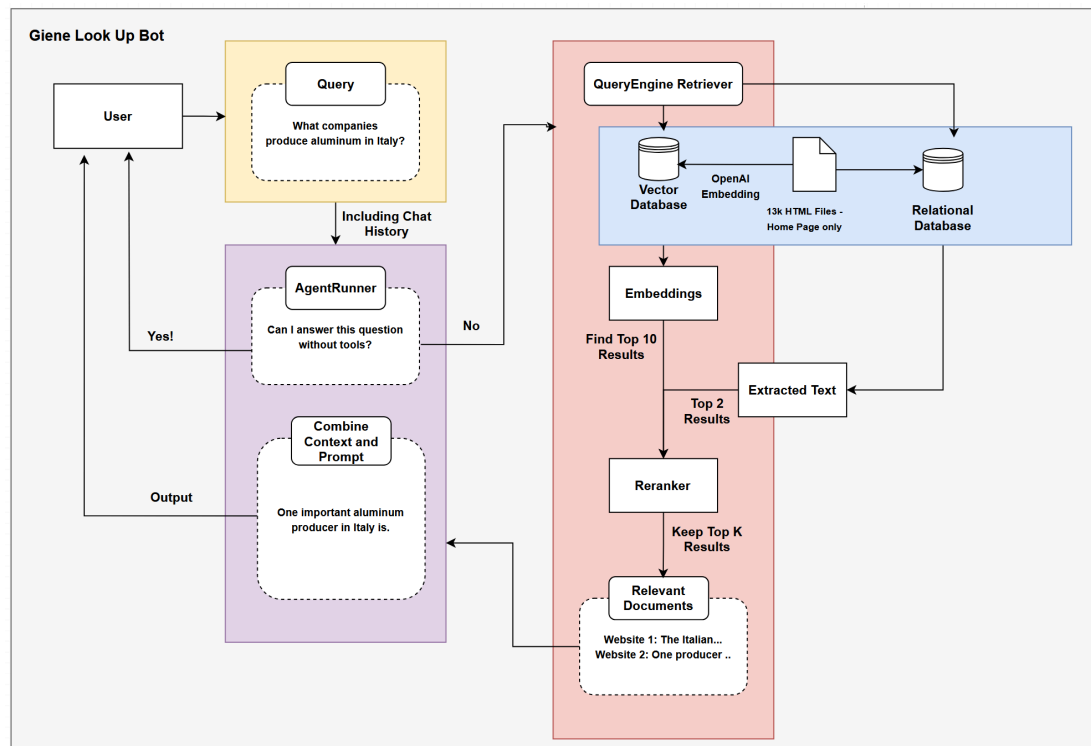 Giene Look Up Bot
User
Query
What companies
produce aluminum in Italy?
Including Chat
History
AgentRunner
Can I answer this question
without tools?
Yes!
No
Combine
Context and
Prompt
One important aluminum
producer in Italy is.
Output
QueryEngine Retriever
Vector
Database
OpenAI
Embedding
13k HTML Files -
Home Page only
Relational
Database
Embeddings
Find Top 10
Results
Extracted Text
Top 2
Results
Reranker
Keep Top K
Results
Relevant
Documents
Website 1: The Italian...
Website 2: One producer ..